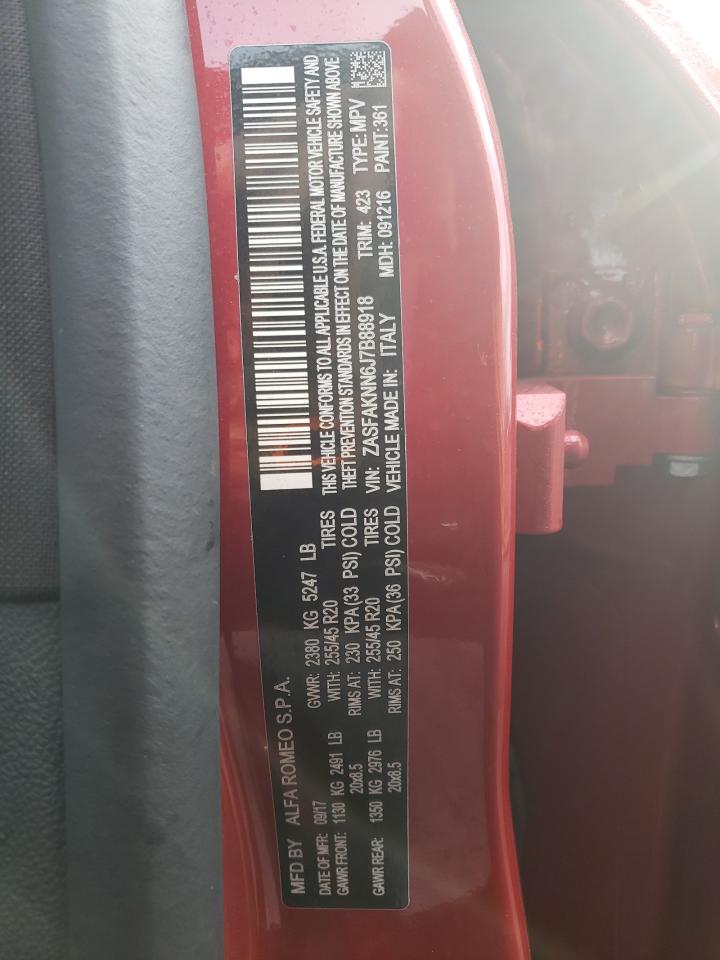 MFD BY ALFA ROMEO S.P.A.
DATE OF MFR: 09/17 GVWR: 2380 KG 5247 LB
GAWR FRONT: 1130 KG 2491 LB WITH: 255/45 R20 TIRES
20x8.5 RIMS AT: 230 KPA(33 PSI) COLD
GAWR REAR: 1350 KG 2976 LB WITH: 255/45 R20 TIRES
20x8.5 RIMS AT: 250 KPA(36 PSI) COLD
THIS VEHICLE CONFORMS TO ALL APPLICABLE U.S.A. FEDERAL MOTOR VEHICLE SAFETY AND
THEFT PREVENTION STANDARDS IN EFFECT ON THE DATE OF MANUFACTURE SHOWN ABOVE
VIN: ZASFAKNN6J7B88918 TRIM: 423 TYPE: MPV
VEHICLE MADE IN: ITALY MDH: 091216 PAINT: 361